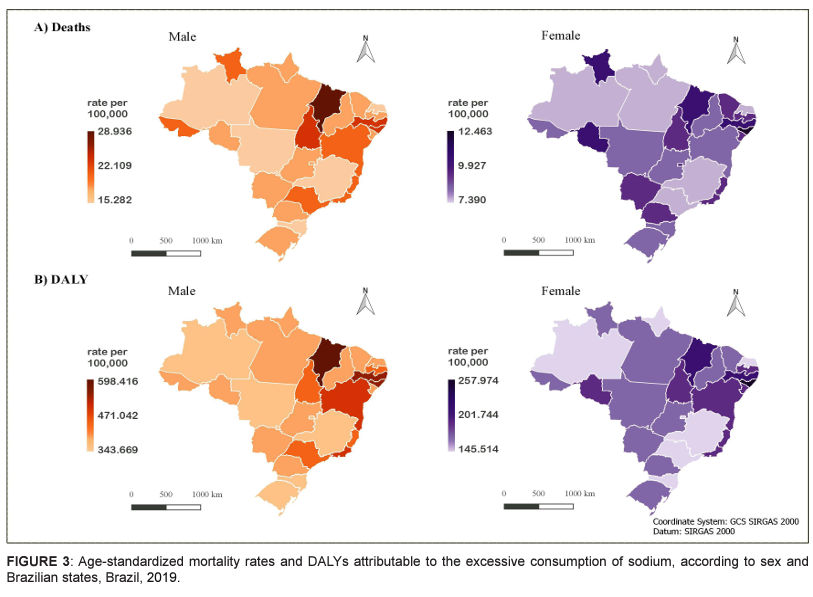 A) Deaths
Male
N
rate per
100,000
28.936
22.109
15.282
0 500 1000 km
Female
N
rate per
100,000
12.463
9.927
7.390
0 500 1000 km
B) DALY
Male
N
rate per
100,000
598.416
471.042
343.669
0 500 1000 km
Female
N
rate per
100,000
257.974
201.744
145.514
0 500 1000 km
Coordinate System: GCS SIRGAS 2000
Datum: SIRGAS 2000
FIGURE 3: Age-standardized mortality rates and DALYs attributable to the excessive consumption of sodium, according to sex and
Brazilian states, Brazil, 2019.